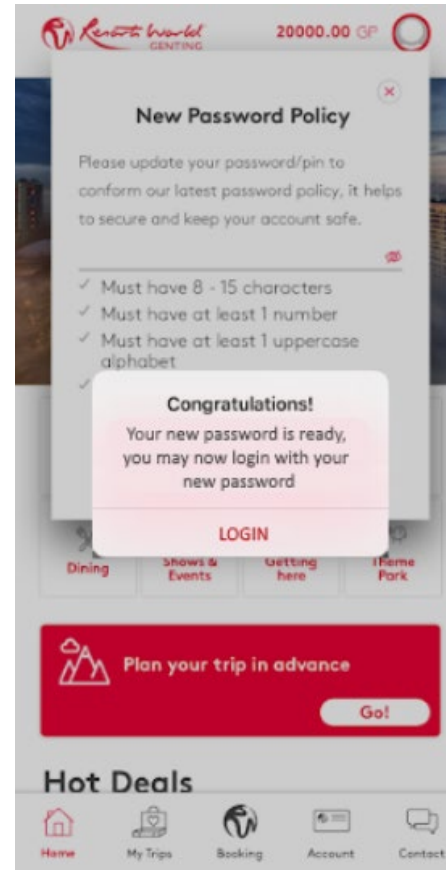 Resorts World
GENTING
20000.00 GP
New Password Policy
Please update your password/pin to
conform our latest password policy, it helps
to secure and keep your account safe.
Must have 8 - 15 characters
Must have at least 1 number
Must have at least 1 uppercase
alphabet
Congratulations!
Your new password is ready,
you may now login with your
new password
LOGIN
Dining
Shows &
Events
Getting
here
Theme
Park
Plan your trip in advance
Go!
Hot Deals
Home
My Trips
Booking
Account
Contact